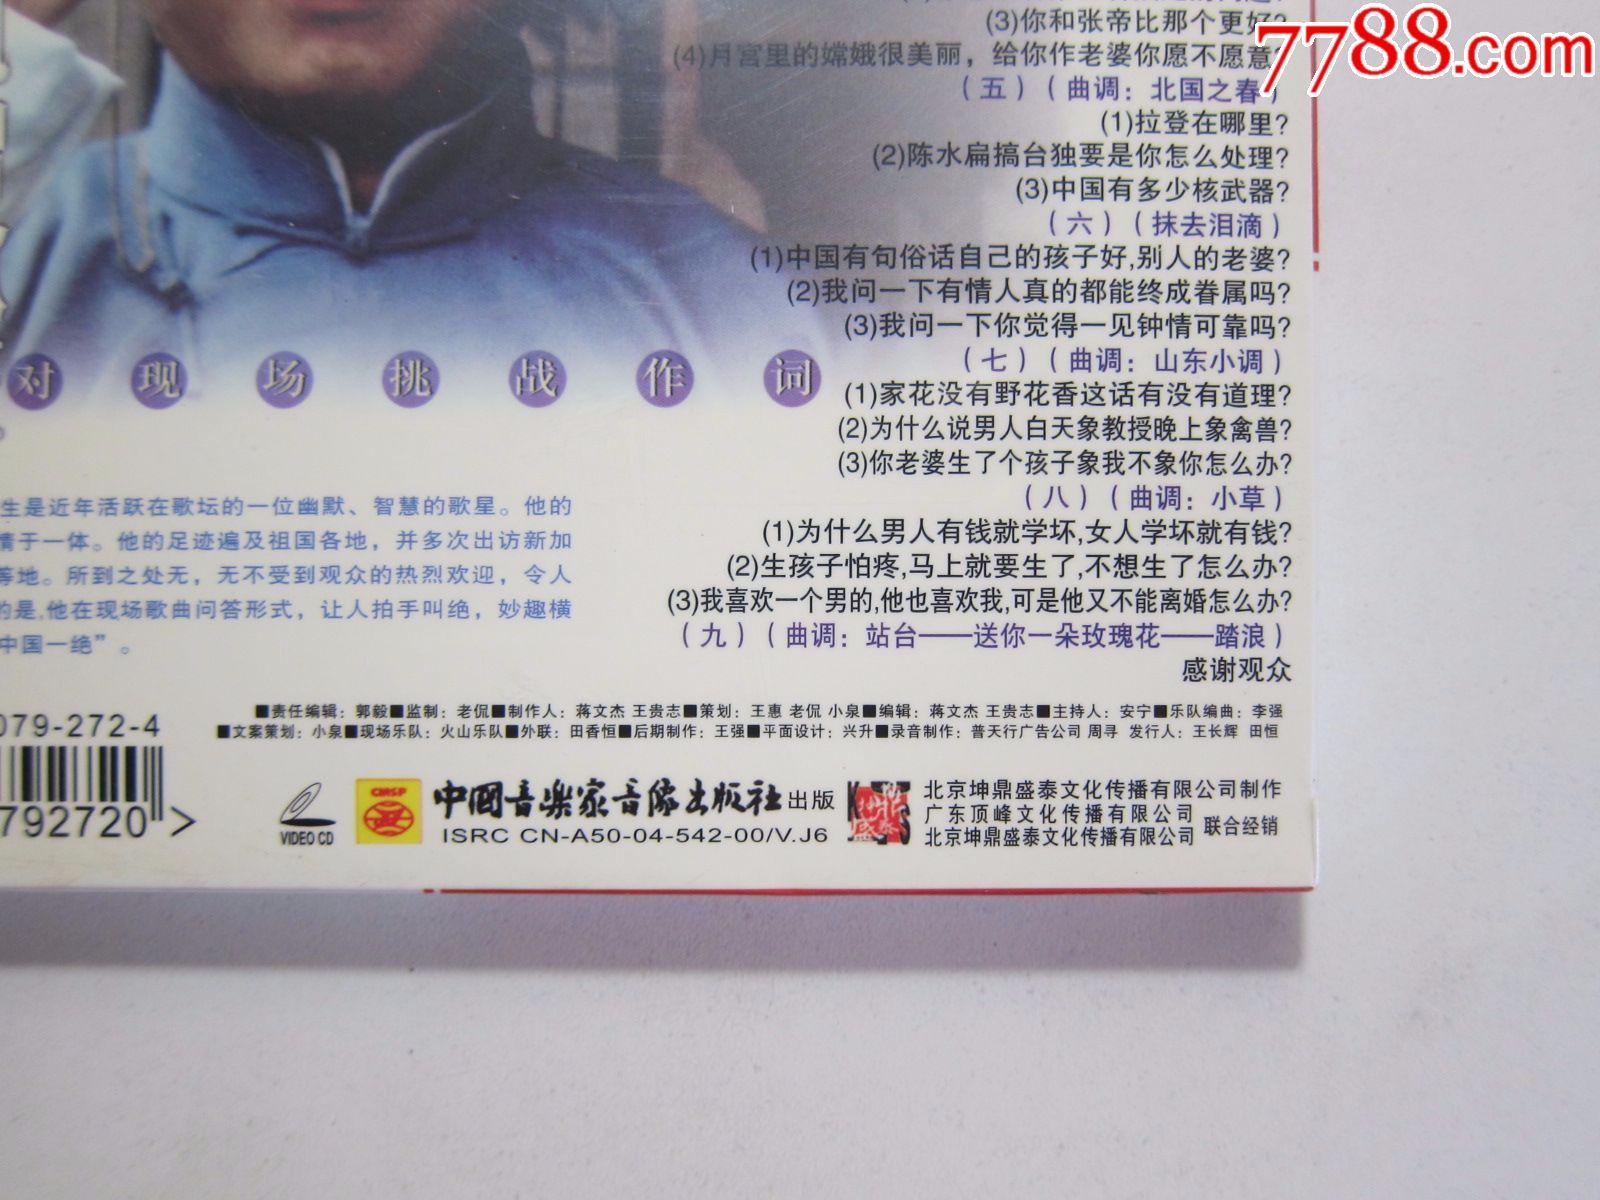 (3)你和张帝比那个更好?
(4)月宫里的嫦娥很美丽，给你作老婆你愿不愿意?
7788.com
（五）（曲调：北国之春）
(1)拉登在哪里?
(2)陈水扁搞台独要是你怎么处理?
(3)中国有多少核武器?
（六）（抹去泪滴）
(1)中国有句俗话自己的孩子好,别人的老婆?
(2)我问一下有情人真的都能终成眷属吗?
(3)我问一下你觉得一见钟情可靠吗?
（七）（曲调：山东小调）
(1)家花没有野花香这话有没有道理?
(2)为什么说男人白天象教授晚上象禽兽?
(3)你老婆生了个孩子象我不象你怎么办?
（八）（曲调：小草）
(1)为什么男人有钱就学坏,女人学坏就有钱?
(2)生孩子怕疼,马上就要生了,不想生了怎么办?
(3)我喜欢一个男的,他也喜欢我,可是他又不能离婚怎么办?
（九）（曲调：站台——送你一朵玫瑰花——踏浪）
感谢观众
对现场挑战作词
生是近年活跃在歌坛的一位幽默、智慧的歌星。他的
情于一体。他的足迹遍及祖国各地，并多次出访新加
等地。所到之处无，无不受到观众的热烈欢迎，令人
的是,他在现场歌曲问答形式，让人拍手叫绝，妙趣横
中国一绝”。
■责任编辑：郭毅■监制：老侃■制作人：蒋文杰 王贵志■策划：王惠 老侃 小泉■编辑：蒋文杰 王贵志■主持人：安宁■乐队编曲：李强
■文案策划：小泉■现场乐队：火山乐队■外联：田香恒■后期制作：王强■平面设计：兴升■录音制作：普天行广告公司 周寻 发行人：王长辉 田恒
079-272-4
792720>
VIDEO CD
CMSP
中國音樂家音像出版社出版
ISRC CN-A50-04-542-00/V.J6
北京坤鼎盛泰文化传播有限公司制作
广东顶峰文化传播有限公司
北京坤鼎盛泰文化传播有限公司
联合经销